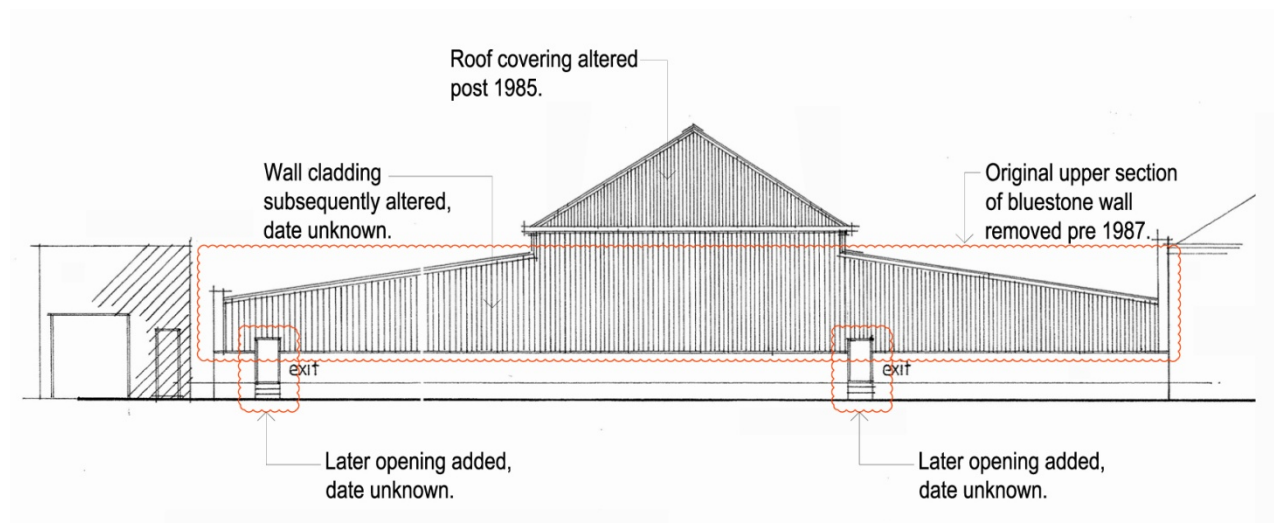 Roof covering altered
post 1985.
Wall cladding
subsequently altered,
date unknown.
Original upper section
of bluestone wall
removed pre 1987.
exit
exit
Later opening added,
date unknown.
Later opening added,
date unknown.